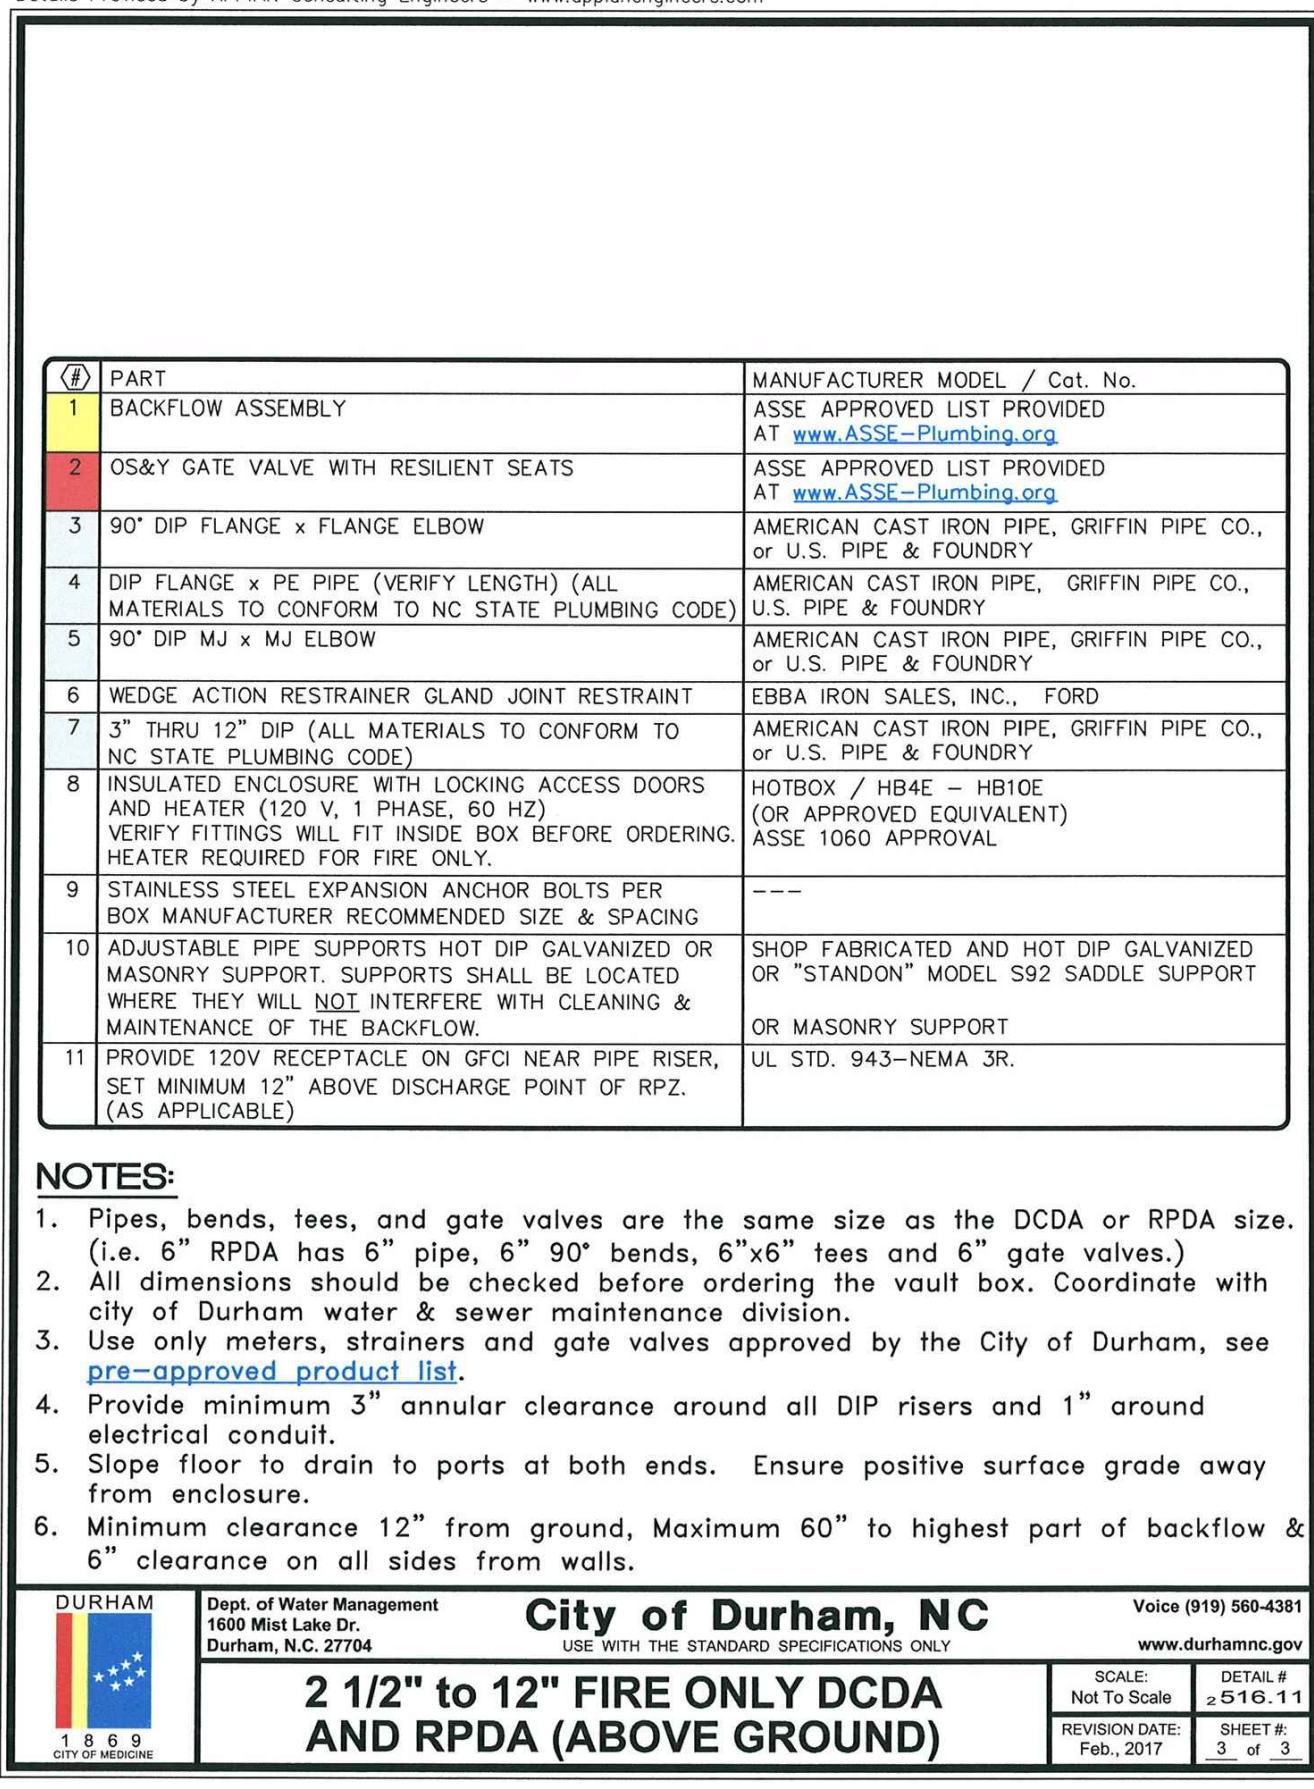 (#) PART MANUFACTURER MODEL / Cat. No.
1 BACKFLOW ASSEMBLY ASSE APPROVED LIST PROVIDED
AT www.ASSE-Plumbing.org
2 OS&Y GATE VALVE WITH RESILIENT SEATS ASSE APPROVED LIST PROVIDED
AT www.ASSE-Plumbing.org
3 90° DIP FLANGE x FLANGE ELBOW AMERICAN CAST IRON PIPE, GRIFFIN PIPE CO.,
or U.S. PIPE & FOUNDRY
4 DIP FLANGE x PE PIPE (VERIFY LENGTH) (ALL AMERICAN CAST IRON PIPE, GRIFFIN PIPE CO.,
MATERIALS TO CONFORM TO NC STATE PLUMBING CODE) U.S. PIPE & FOUNDRY
5 90° DIP MJ x MJ ELBOW AMERICAN CAST IRON PIPE, GRIFFIN PIPE CO.,
or U.S. PIPE & FOUNDRY
6 WEDGE ACTION RESTRAINER GLAND JOINT RESTRAINT EBBA IRON SALES, INC., FORD
7 3" THRU 12" DIP (ALL MATERIALS TO CONFORM TO AMERICAN CAST IRON PIPE, GRIFFIN PIPE CO.,
NC STATE PLUMBING CODE) or U.S. PIPE & FOUNDRY
8 INSULATED ENCLOSURE WITH LOCKING ACCESS DOORS HOTBOX / HB4E - HB10E
AND HEATER (120 V, 1 PHASE, 60 HZ) (OR APPROVED EQUIVALENT)
VERIFY FITTINGS WILL FIT INSIDE BOX BEFORE ORDERING. ASSE 1060 APPROVAL
HEATER REQUIRED FOR FIRE ONLY.
9 STAINLESS STEEL EXPANSION ANCHOR BOLTS PER ---
BOX MANUFACTURER RECOMMENDED SIZE & SPACING
10 ADJUSTABLE PIPE SUPPORTS HOT DIP GALVANIZED OR SHOP FABRICATED AND HOT DIP GALVANIZED
MASONRY SUPPORT. SUPPORTS SHALL BE LOCATED OR "STANDON" MODEL S92 SADDLE SUPPORT
WHERE THEY WILL NOT INTERFERE WITH CLEANING &
MAINTENANCE OF THE BACKFLOW. OR MASONRY SUPPORT
11 PROVIDE 120V RECEPTACLE ON GFCI NEAR PIPE RISER, UL STD. 943-NEMA 3R.
SET MINIMUM 12" ABOVE DISCHARGE POINT OF RPZ.
(AS APPLICABLE)
NOTES:
1. Pipes, bends, tees, and gate valves are the same size as the DCDA or RPDA size.
(i.e. 6" RPDA has 6" pipe, 6" 90° bends, 6"x6" tees and 6" gate valves.)
2. All dimensions should be checked before ordering the vault box. Coordinate with
city of Durham water & sewer maintenance division.
3. Use only meters, strainers and gate valves approved by the City of Durham, see
pre-approved product list.
4. Provide minimum 3" annular clearance around all DIP risers and 1" around
electrical conduit.
5. Slope floor to drain to ports at both ends. Ensure positive surface grade away
from enclosure.
6. Minimum clearance 12" from ground, Maximum 60" to highest part of backflow &
6" clearance on all sides from walls.
DURHAM
1869
CITY OF MEDICINE
Dept. of Water Management
1600 Mist Lake Dr.
Durham, N.C. 27704
City of Durham, NC
USE WITH THE STANDARD SPECIFICATIONS ONLY
Voice (919) 560-4381
www.durhamnc.gov
2 1/2" to 12" FIRE ONLY DCDA
AND RPDA (ABOVE GROUND)
SCALE:
Not To Scale
DETAIL #
2516.11
REVISION DATE:
Feb., 2017
SHEET #:
3 of 3